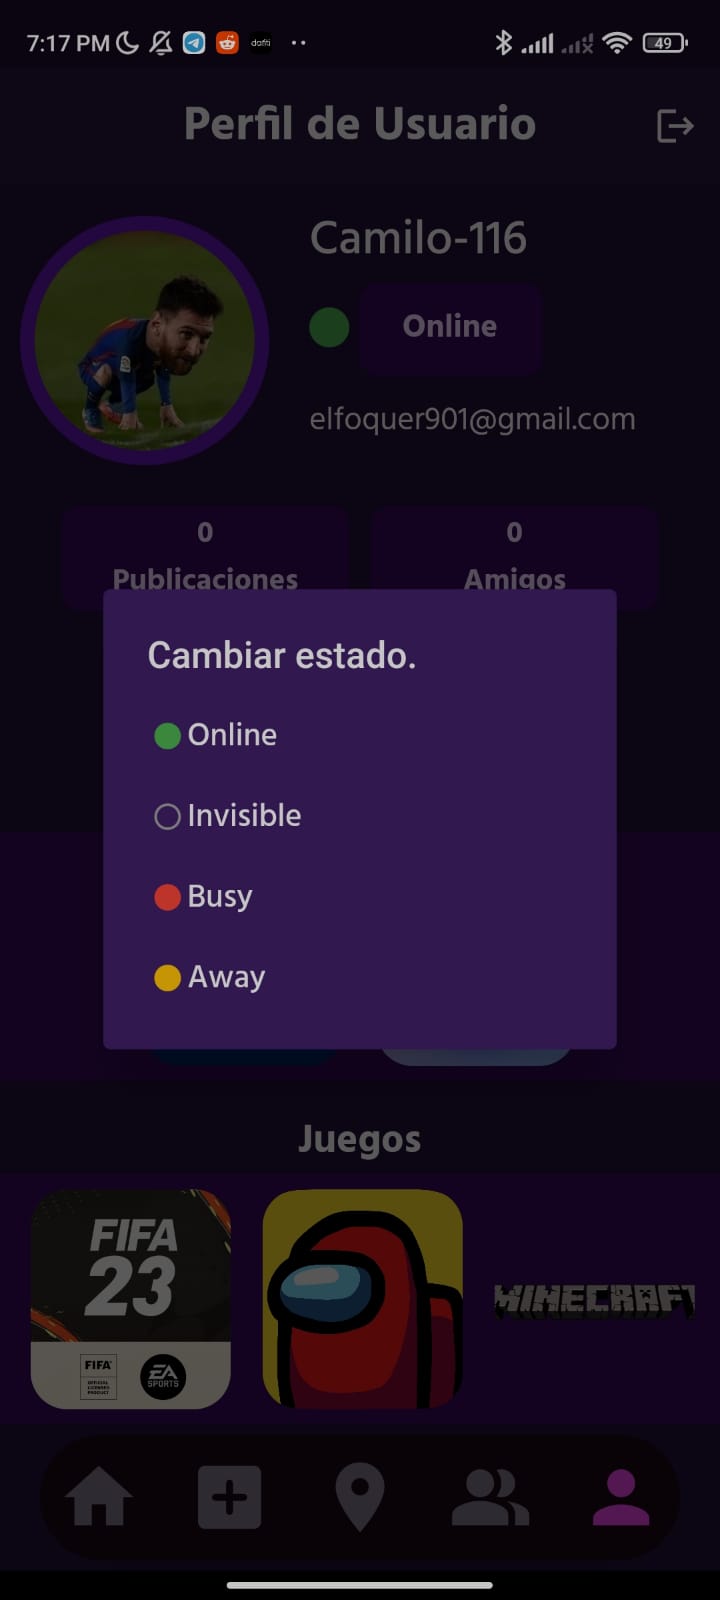 7:17 PM
dafiti
49
Perfil de Usuario
Camilo-116
Online
elfoquer901@gmail.com
0
Publicaciones
0
Amigos
Cambiar estado.
Online
Invisible
Busy
Away
Juegos
FIFA
23
FIFA
OFFICIAL
LICENSED
PRODUCT
EA
SPORTS
MINECRAFT